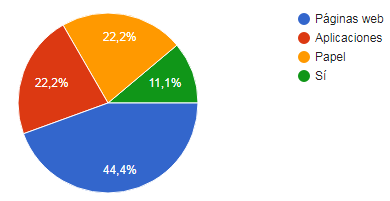 22,2%
11,1%
22,2%
44,4%
Páginas web
Aplicaciones
Papel
Sí